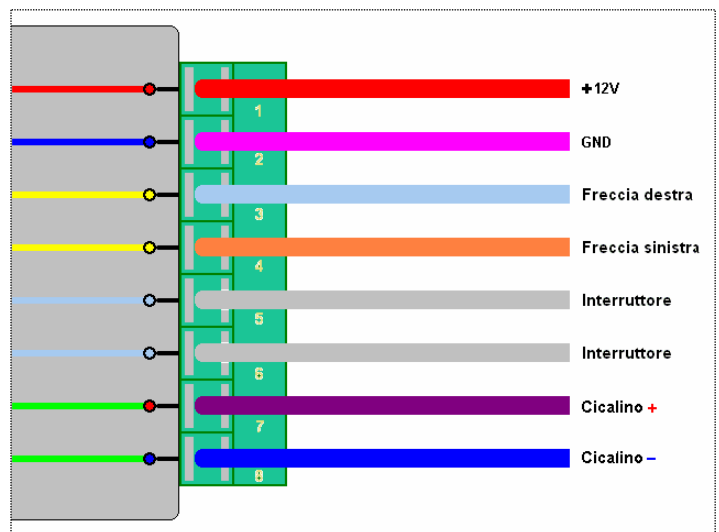 +12V
1
GND
2
Freccia destra
3
Freccia sinistra
4
Interruttore
5
Interruttore
6
Cicalino +
7
Cicalino –
8